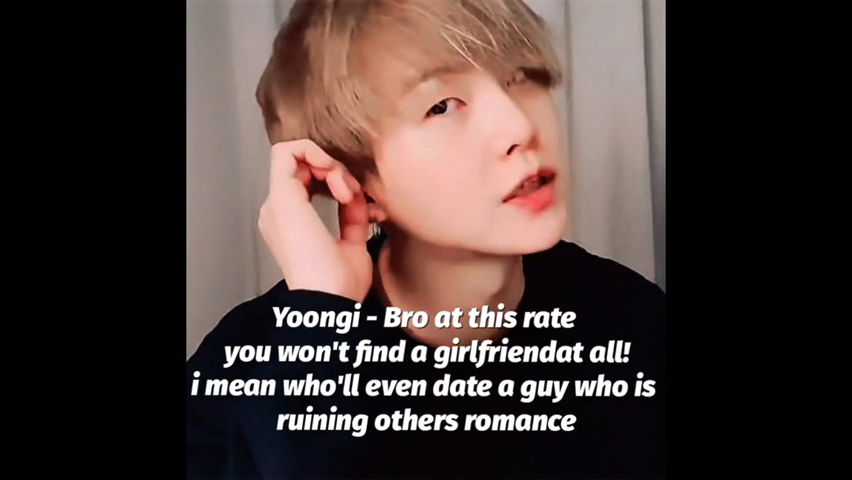 Yoongi - Bro at this rate
you won't find a girlfriendat all!
i mean who'll even date a guy who is
ruining others romance